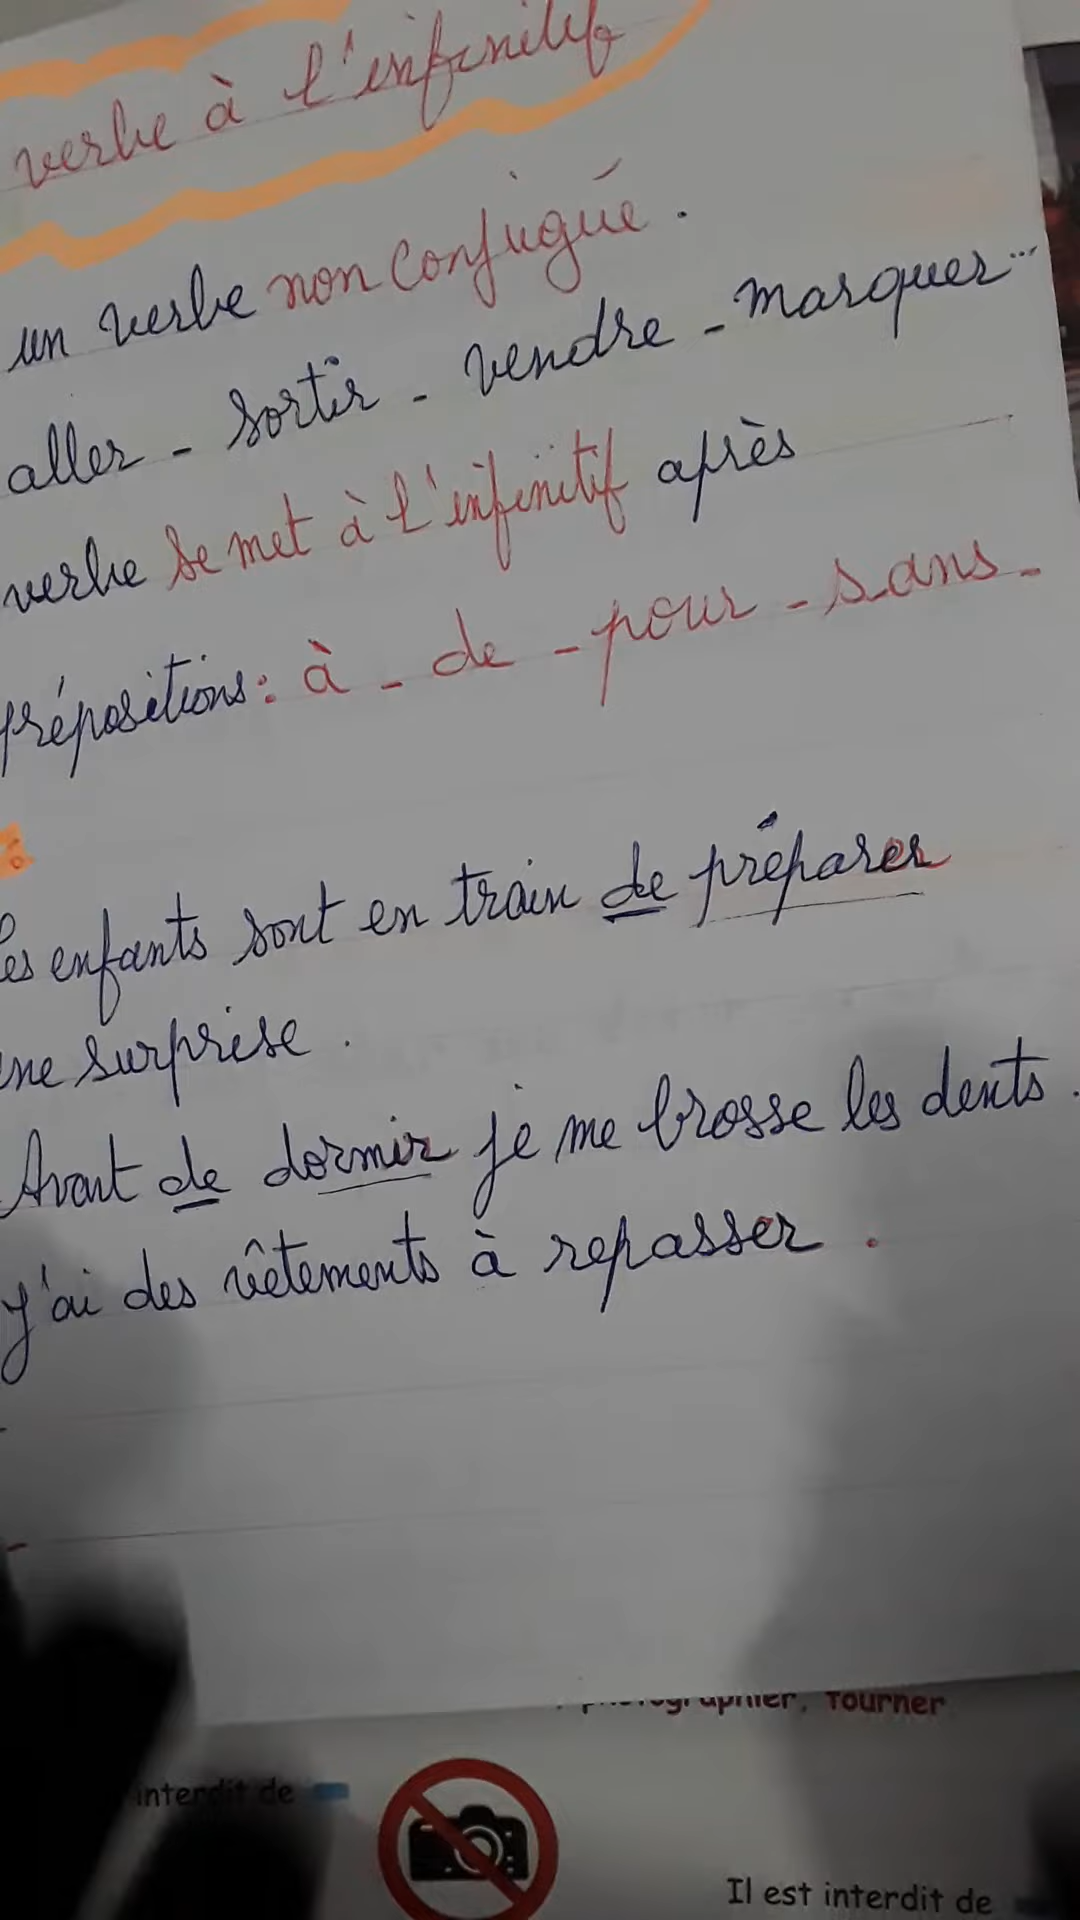 verbe à l'infinitif
un verbe non conjugué.
aller - sortir - vendre - marquer...
verbe se met à l'infinitif après
prépositions: à - de - pour - sans -
es enfants sont en train de préparer
ne surprise.
Avant de dormir je me brosse les dents.
J'ai des vêtements à repasser.
Tourner
interdit de
Il est interdit de